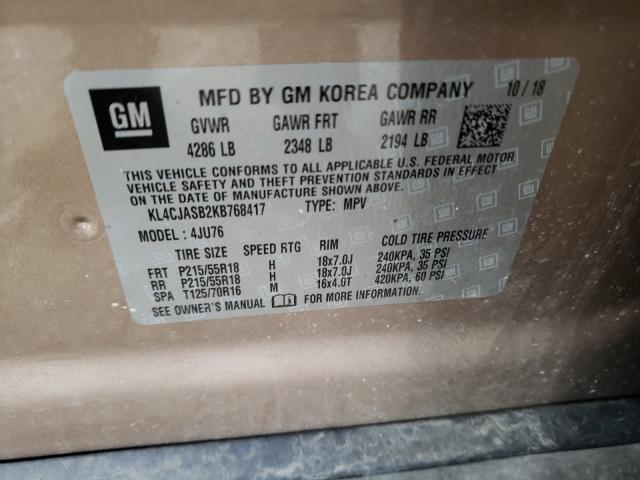 GM
MFD BY GM KOREA COMPANY 10 / 18
GVWR GAWR FRT GAWR RR
4286 LB 2348 LB 2194 LB
THIS VEHICLE CONFORMS TO ALL APPLICABLE U.S. FEDERAL MOTOR
VEHICLE SAFETY AND THEFT PREVENTION STANDARDS IN EFFECT
ON THE DATE OF MANUFACTURE SHOWN ABOVE.
KL4CJASB2KB768417 TYPE: MPV
MODEL : 4JU76
TIRE SIZE SPEED RTG RIM COLD TIRE PRESSURE
FRT P215/55R18 H 18x7.0J 240KPA, 35 PSI
RR P215/55R18 H 18x7.0J 240KPA, 35 PSI
SPA T125/70R16 M 16x4.0T 420KPA, 60 PSI
SEE OWNER'S MANUAL FOR MORE INFORMATION.